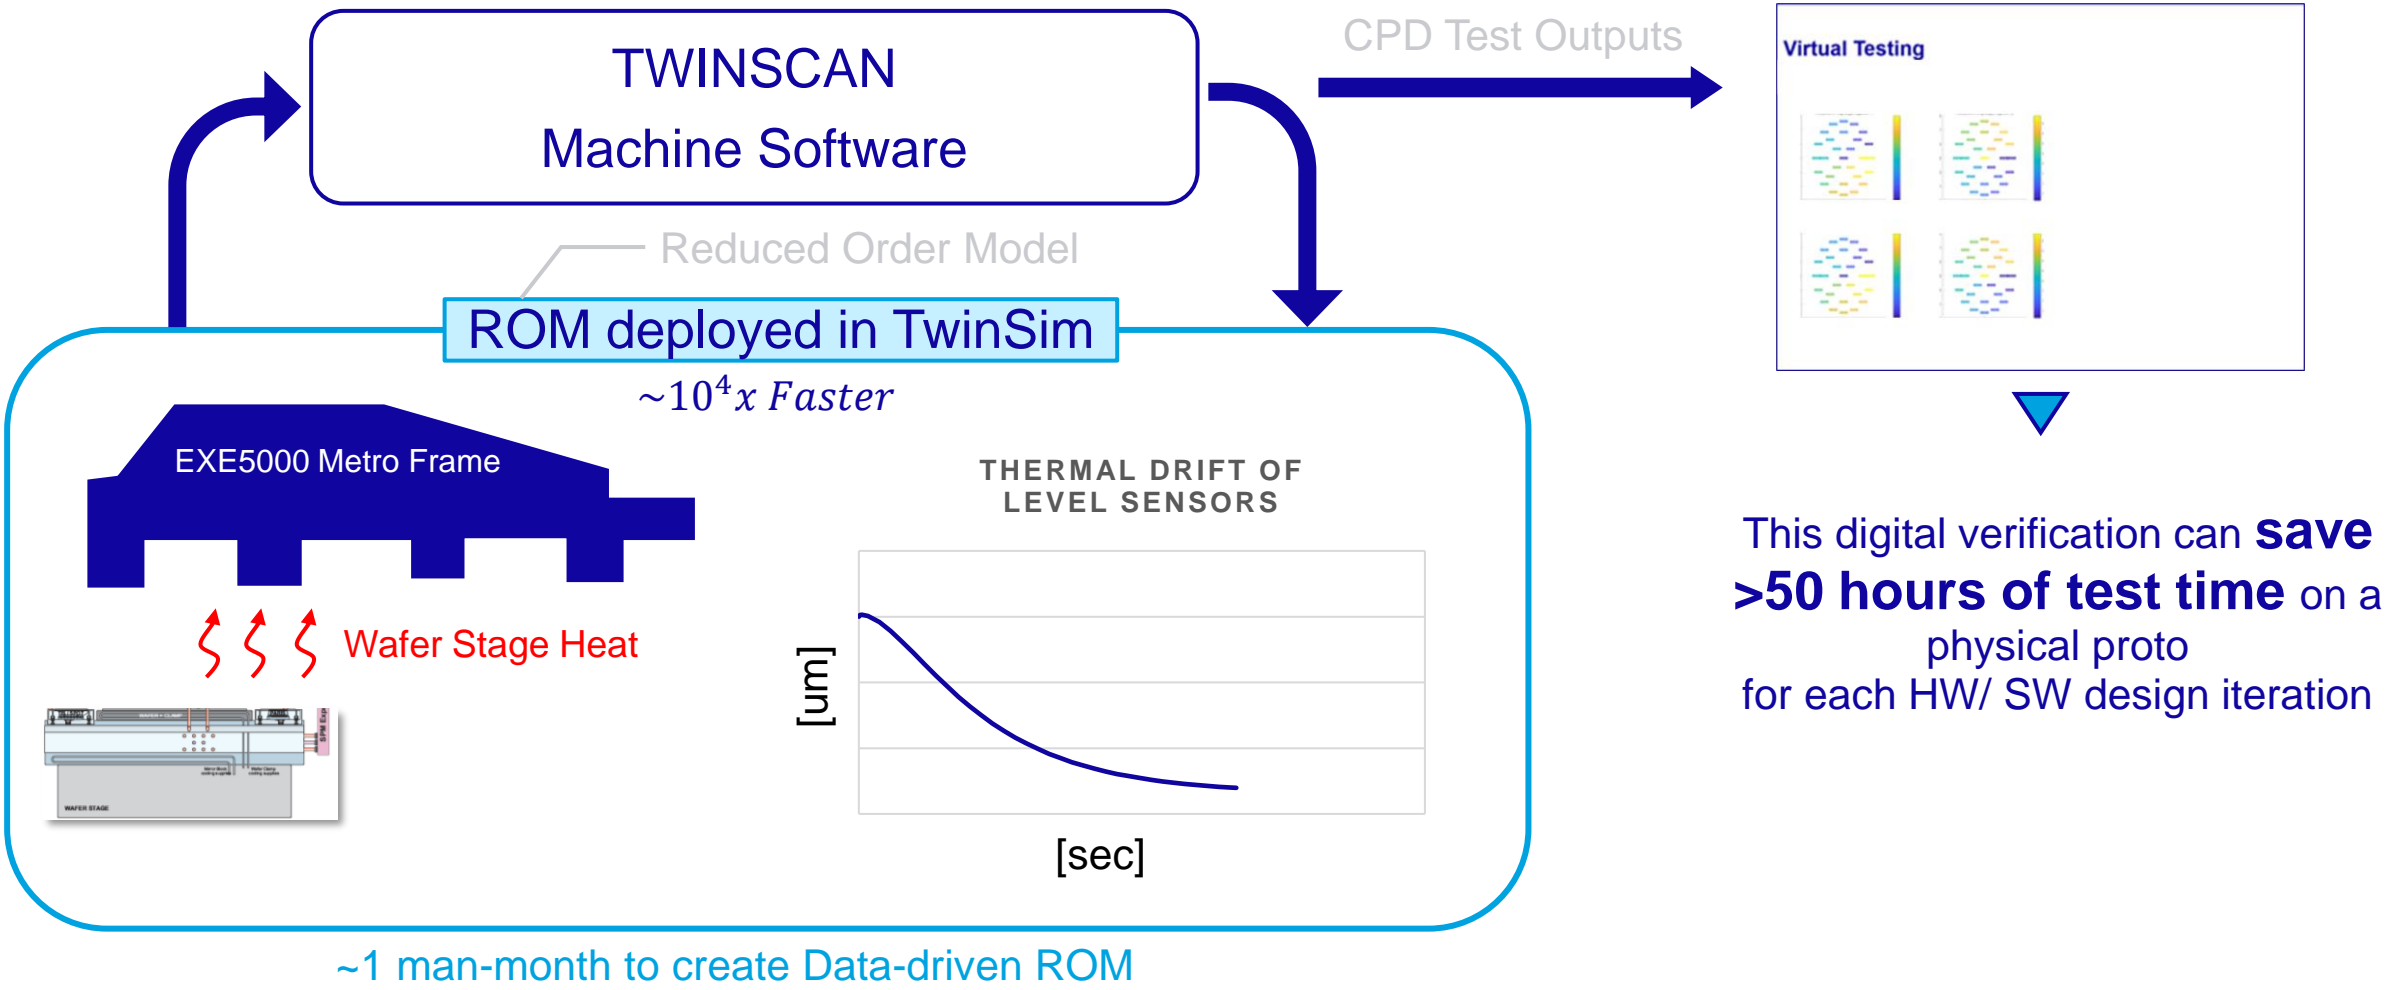 TWINSCAN
Machine Software
CPD Test Outputs
Virtual Testing
Reduced Order Model
ROM deployed in TwinSim
~10⁴x Faster
EXE5000 Metro Frame
THERMAL DRIFT OF
LEVEL SENSORS
Wafer Stage Heat
[um]
[sec]
SPM Exp
WAFER STAGE
~1 man-month to create Data-driven ROM
This digital verification can save
>50 hours of test time on a
physical proto
for each HW/ SW design iteration